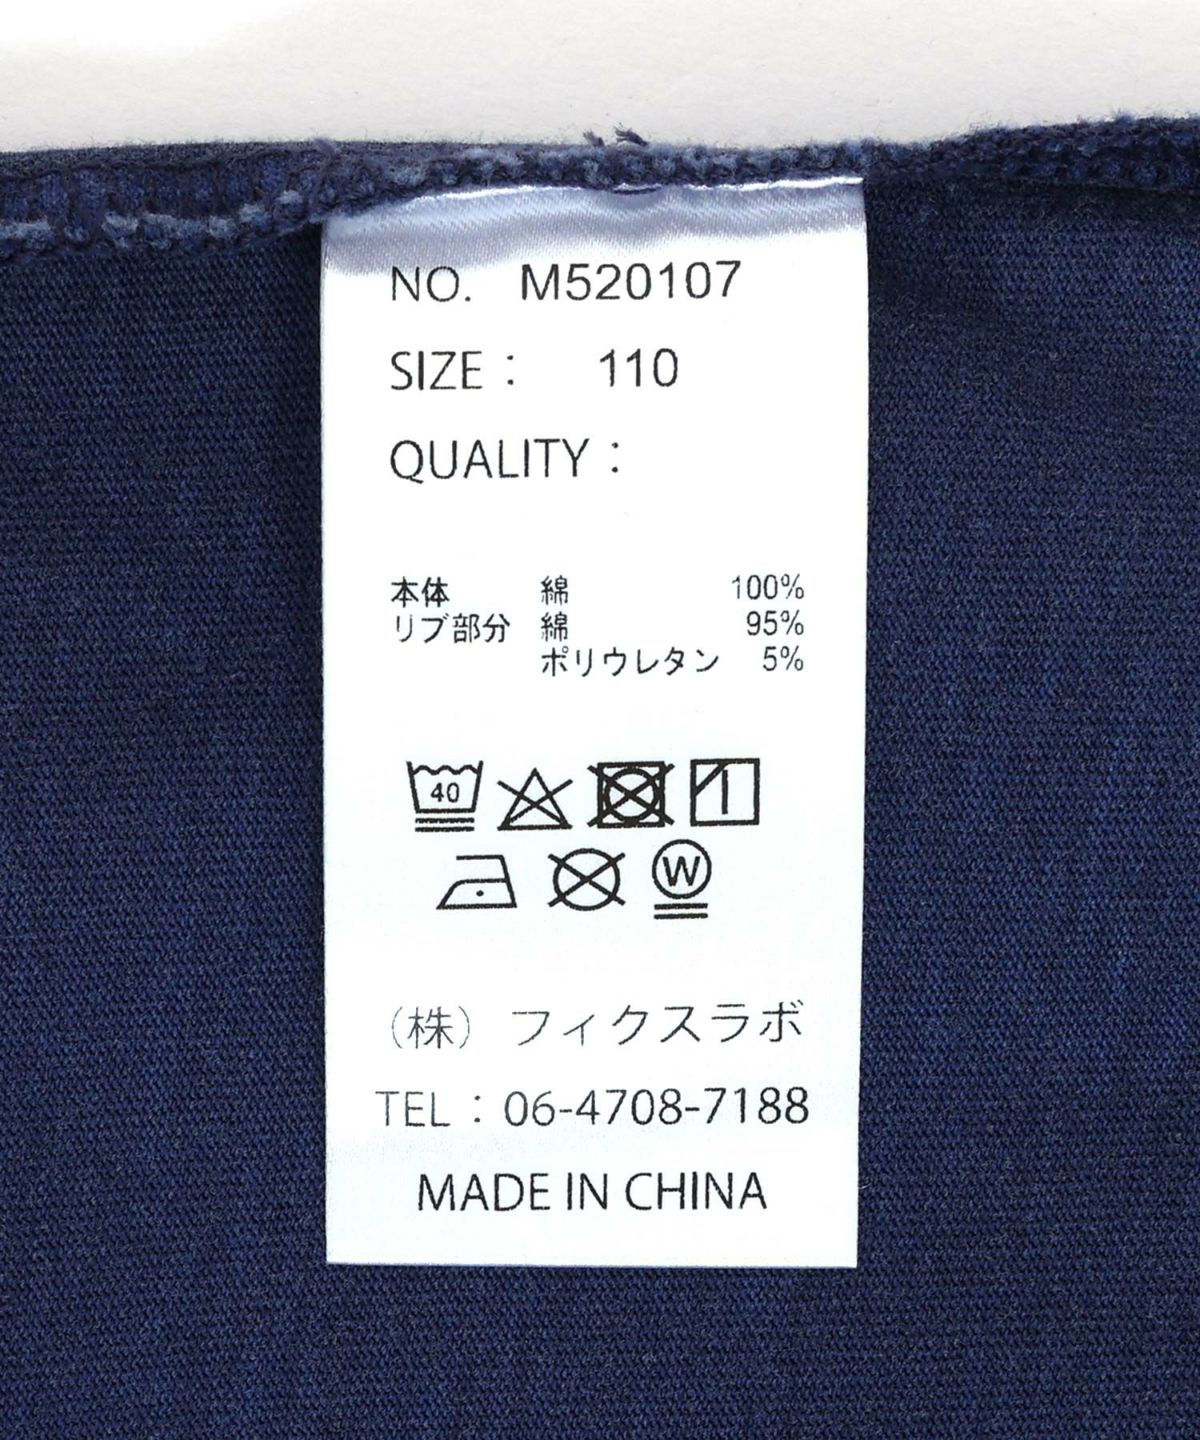 NO. M520107
SIZE : 110
QUALITY :
本体 綿 100%
リブ部分 綿 95%
ポリウレタン 5%
40
W
(株) フィクスラボ
TEL : 06-4708-7188
MADE IN CHINA